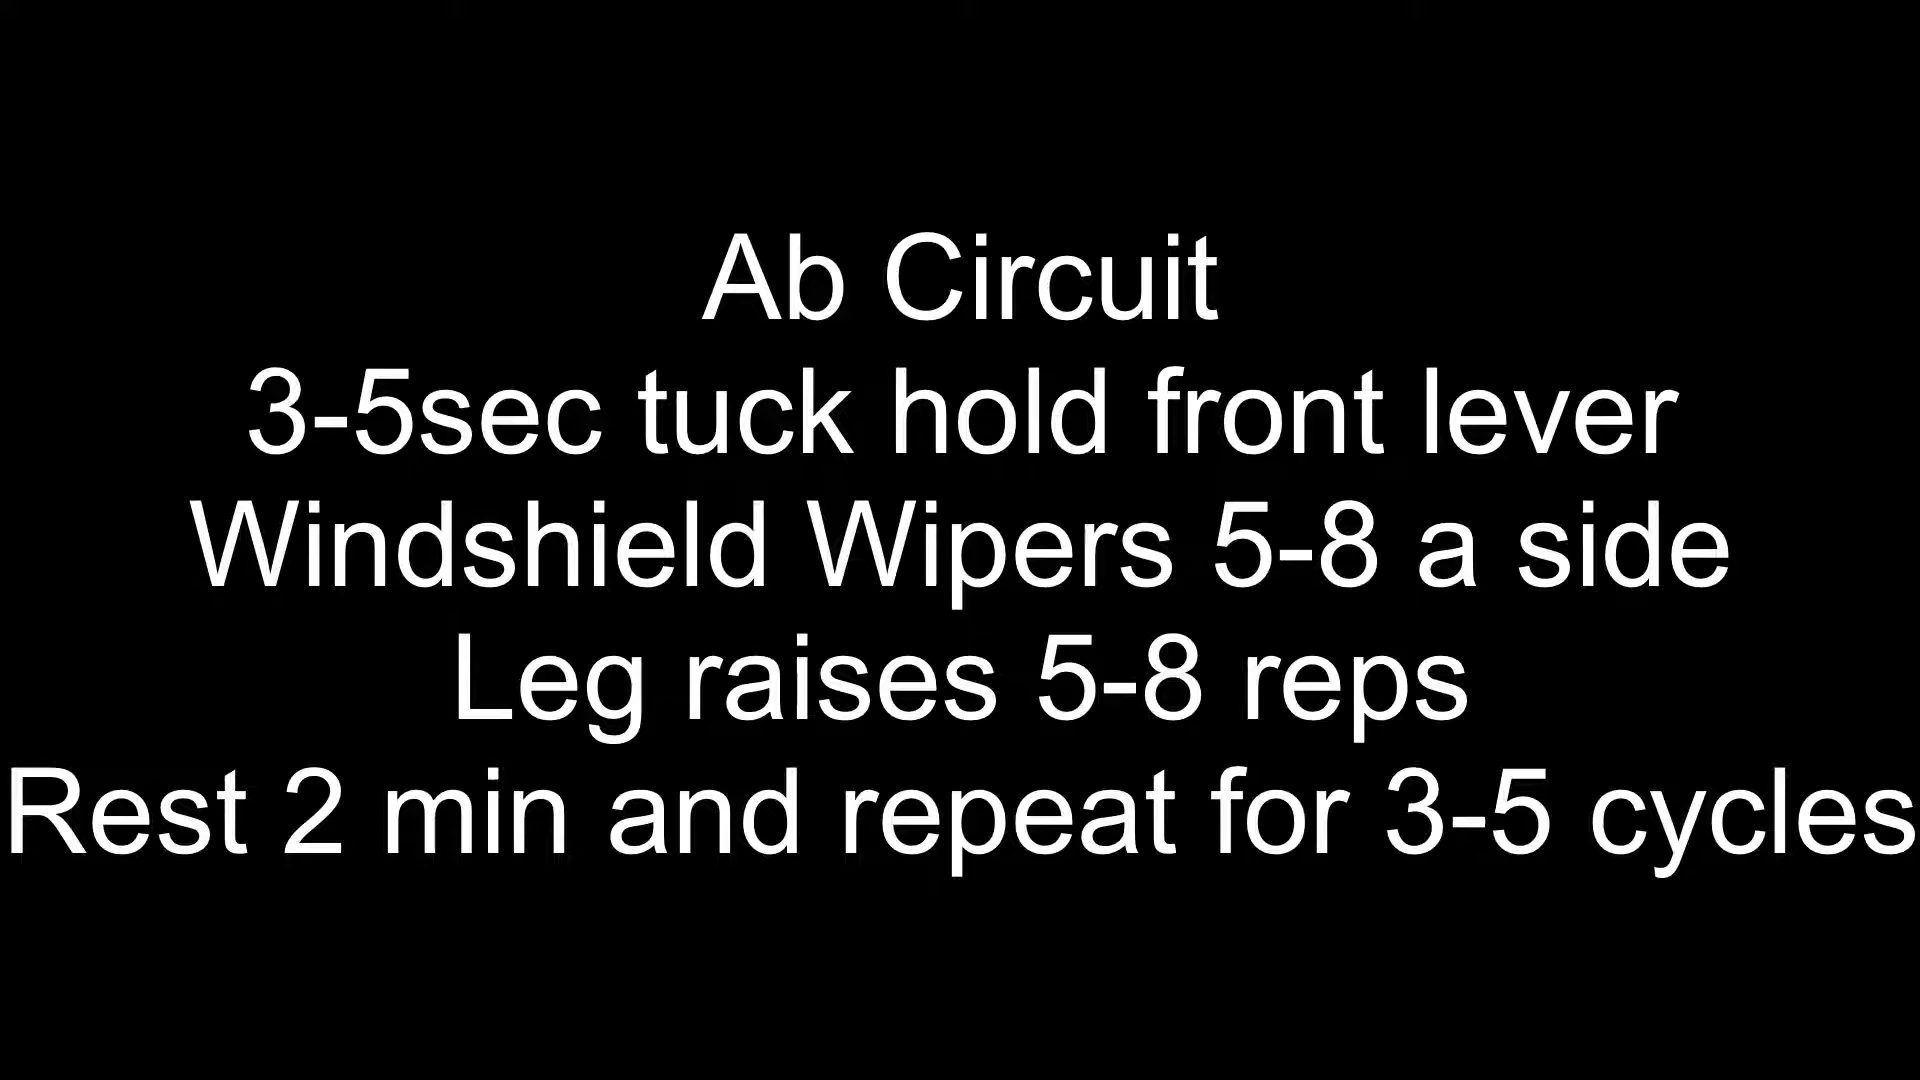 Ab Circuit
3-5sec tuck hold front lever
Windshield Wipers 5-8 a side
Leg raises 5-8 reps
Rest 2 min and repeat for 3-5 cycles